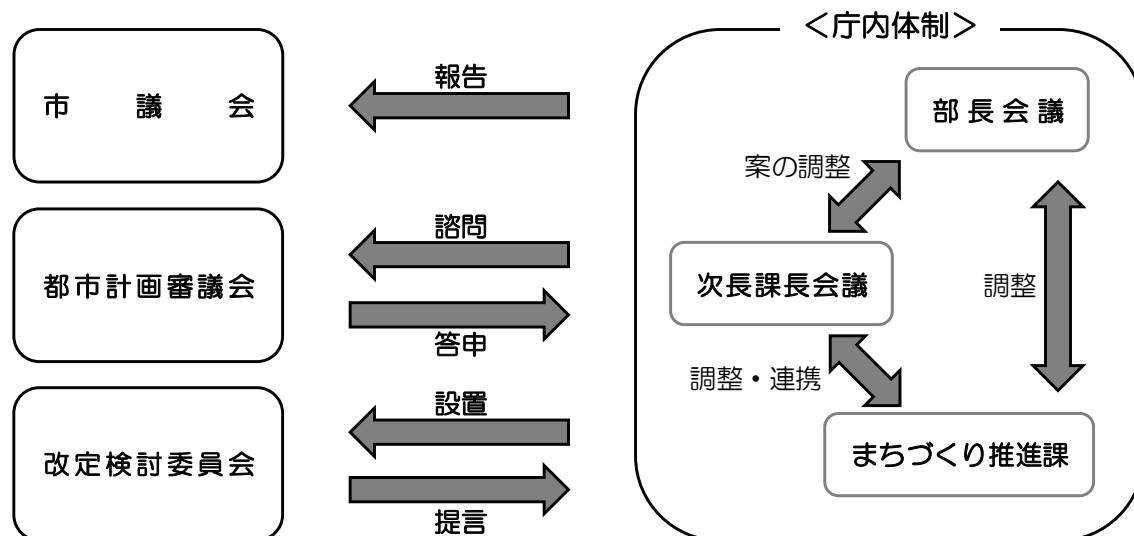 ＜庁内体制＞
市議会
報告
部長会議
案の調整
都市計画審議会
諮問
答申
次長課長会議
調整
調整・連携
改定検討委員会
設置
提言
まちづくり推進課